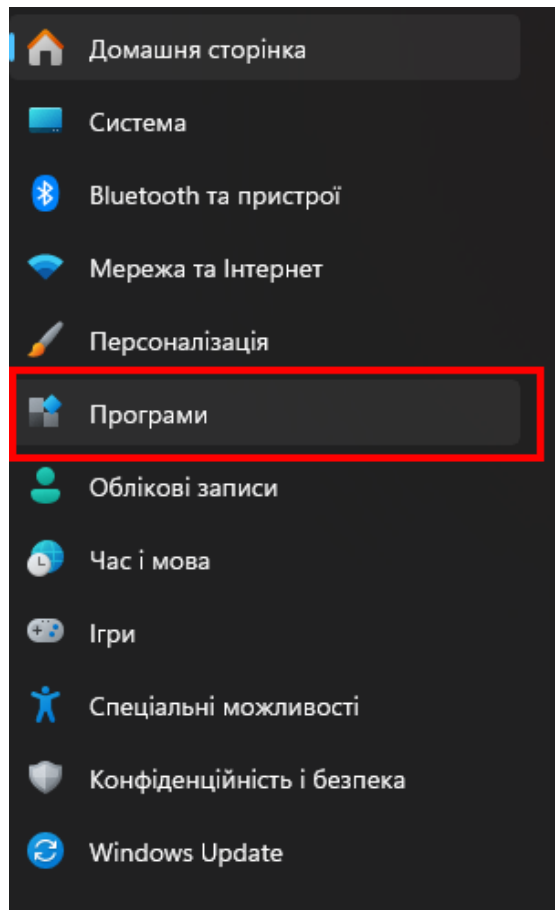 Домашня сторінка
Система
Bluetooth та пристрої
Мережа та Інтернет
Персоналізація
Програми
Облікові записи
Час і мова
Ігри
Спеціальні можливості
Конфіденційність і безпека
Windows Update